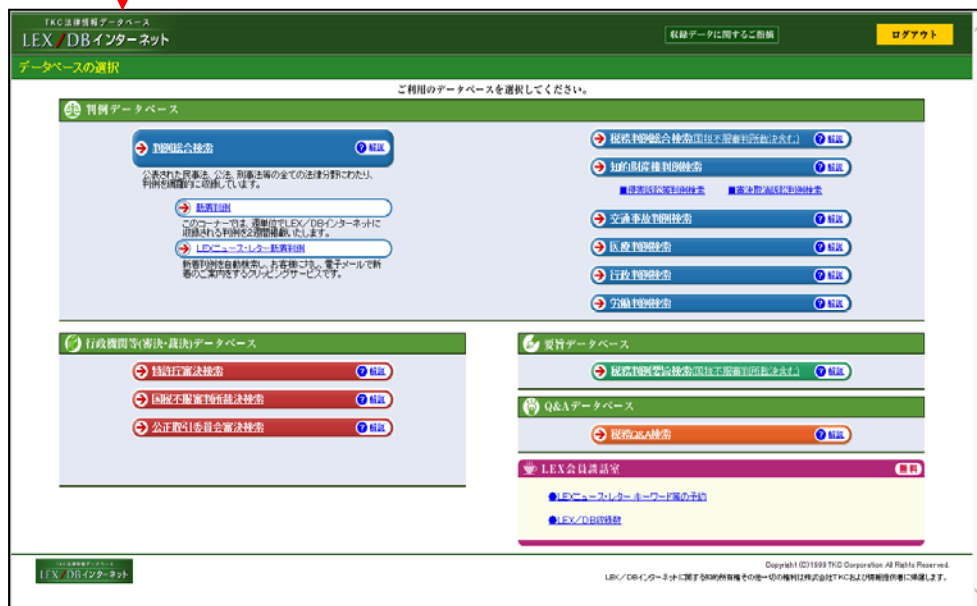 TKC法律情報データベース
LEX/DBインターネット
収録データに関するご指摘
ログアウト
データベースの選択
ご利用のデータベースを選択してください。
判例データベース
判例総合検索
解説
公表された民事法、公法、刑事法等の全ての法律分野にわたり、
判例を網羅的に収録しています。
新着判例
このコーナーでは、週単位でLEX/DBインターネットに
収録される判例を2週間掲載いたします。
LEXニュース・レター新着判例
新着判例を自動検索し、お客様に毎、電子メールで新
着のご案内をするクリッピングサービスです。
税務判例総合検索(国税不服審判所裁決含む)
解説
知的財産権判例検索
解説
■侵害訴訟等判例検索
■審決取消訴訟判例検索
交通事故判例検索
解説
医療判例検索
解説
行政判例検索
解説
労働判例検索
解説
行政機関等(審決・裁決)データベース
特許庁審決検索
解説
国税不服審判所裁決検索
解説
公正取引委員会審決検索
解説
要旨データベース
税務判例要旨検索(国税不服審判所裁決含む)
解説
Q&Aデータベース
税務Q&A検索
解説
LEX会員談話室
無料
●LEXニュース・レター キーワード等の予約
●LEX/DB収録数
TKC法律情報データベース
LEX/DBインターネット
Copyright (C)1999 TKC Corporation All Rights Reserved.
LEX/DBインターネットに関する知的所有権その他一切の権利は株式会社TKCおよび情報提供者に帰属します。